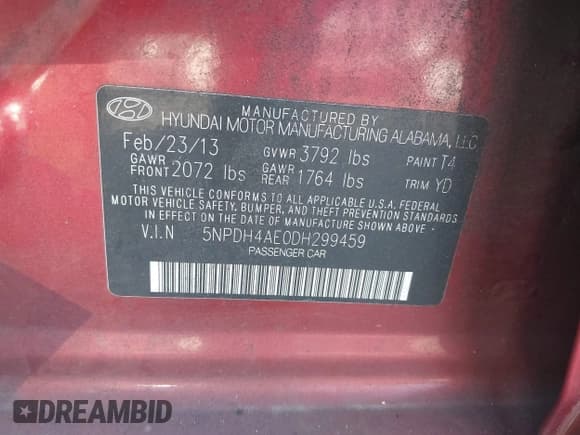 MANUFACTURED BY
HYUNDAI MOTOR MANUFACTURING ALABAMA, LLC
Feb/23/13 GVWR 3792 lbs PAINT T4
GAWR FRONT 2072 lbs GAWR REAR 1764 lbs TRIM YD
THIS VEHICLE CONFORMS TO ALL APPLICABLE U.S.A. FEDERAL
MOTOR VEHICLE SAFETY, BUMPER, AND THEFT PREVENTION STANDARDS
IN EFFECT ON THE DATE OF MANUFACTURE SHOWN ABOVE.
V.I.N 5NPDH4AE0DH299459
PASSENGER CAR
DREAMBID